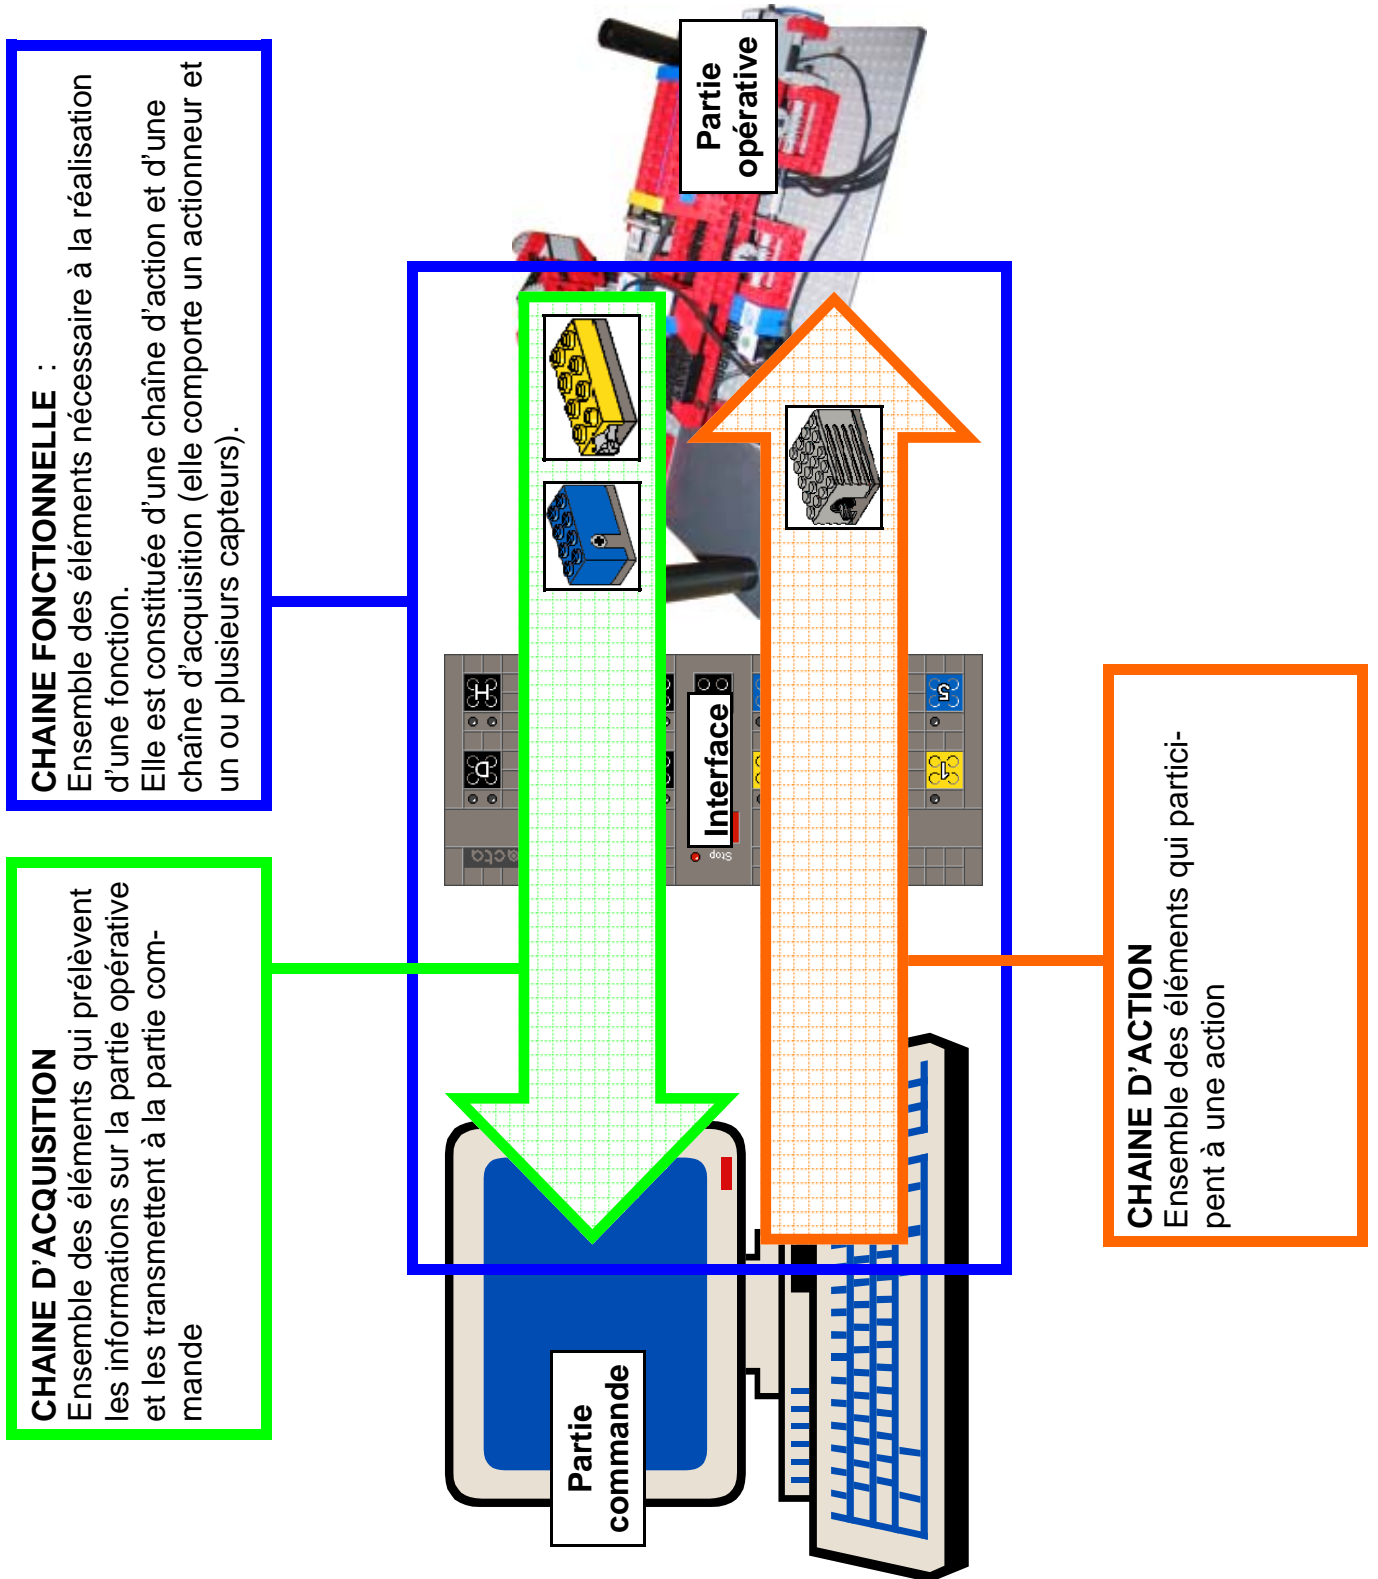 CHAINE D'ACQUISITION
Ensemble des éléments qui prélèvent
les informations sur la partie opérative
et les transmettent à la partie com-
mande
CHAINE FONCTIONNELLE :
Ensemble des éléments nécessaire à la réalisation
d'une fonction.
Elle est constituée d'une chaîne d'action et d'une
chaîne d'acquisition (elle comporte un actionneur et
un ou plusieurs capteurs).
Partie
commande
Interface
Partie
opérative
acta
Stop
D
H
1
5
CHAINE D'ACTION
Ensemble des éléments qui partici-
pent à une action